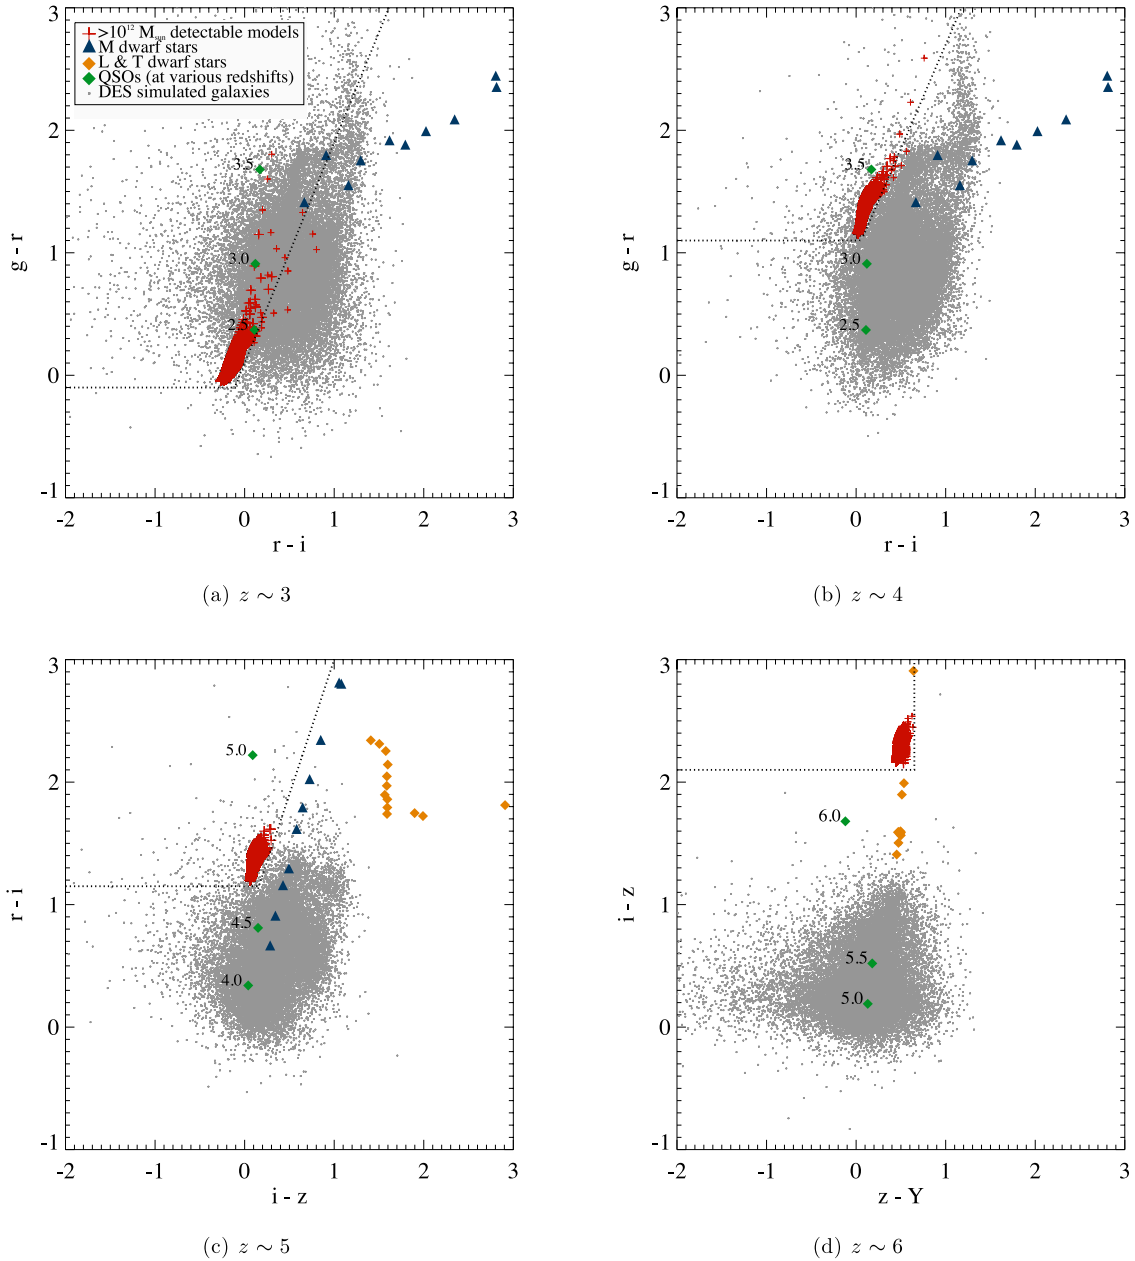 3
2
1
0
-1
g - r
>10¹² M_sun detectable models
M dwarf stars
L & T dwarf stars
QSOs (at various redshifts)
DES simulated galaxies
3.5
3.0
2.5
-2 -1 0 1 2 3
r - i
(a) z ∼ 3
3
2
1
0
-1
g - r
3.5
3.0
2.5
-2 -1 0 1 2 3
r - i
(b) z ∼ 4
3
2
1
0
-1
r - i
5.0
4.5
4.0
-2 -1 0 1 2 3
i - z
(c) z ∼ 5
3
2
1
0
-1
i - z
6.0
5.5
5.0
-2 -1 0 1 2 3
z - Y
(d) z ∼ 6